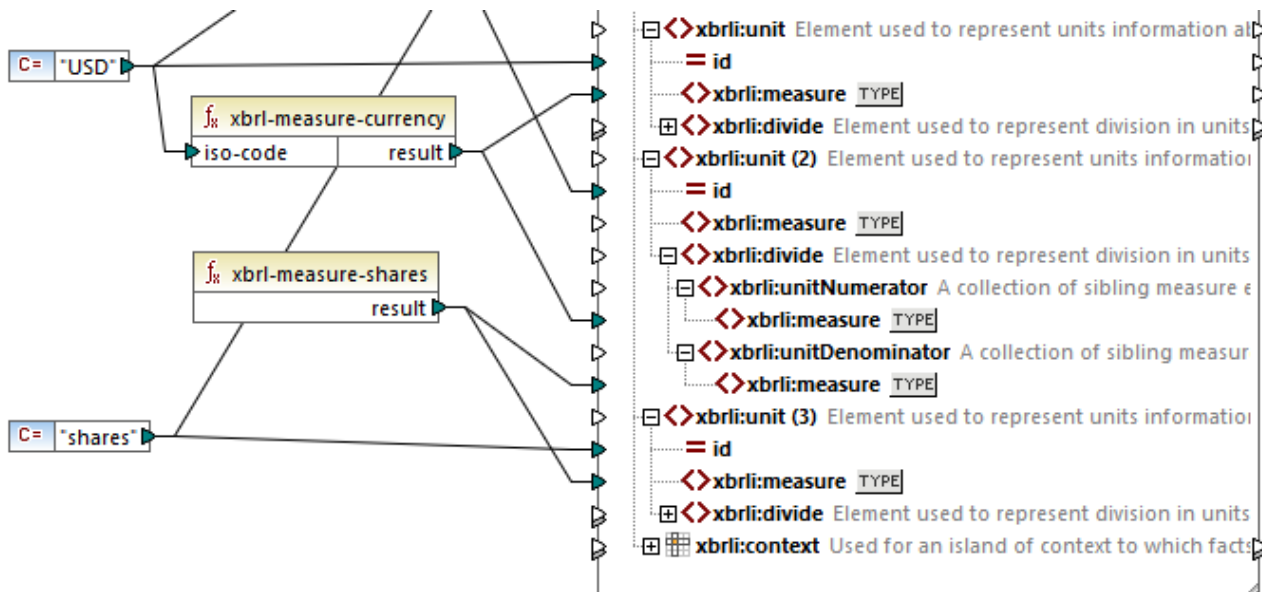 C= "USD"
fx xbrl-measure-currency
iso-code result
fx xbrl-measure-shares
result
C= "shares"
xbrli:unit Element used to represent units information a
= id
xbrli:measure TYPE
xbrli:divide Element used to represent division in units
xbrli:unit (2) Element used to represent units information
= id
xbrli:measure TYPE
xbrli:divide Element used to represent division in units
xbrli:unitNumerator A collection of sibling measure e
xbrli:measure TYPE
xbrli:unitDenominator A collection of sibling measur
xbrli:measure TYPE
xbrli:unit (3) Element used to represent units information
= id
xbrli:measure TYPE
xbrli:divide Element used to represent division in units
xbrli:context Used for an island of context to which facts